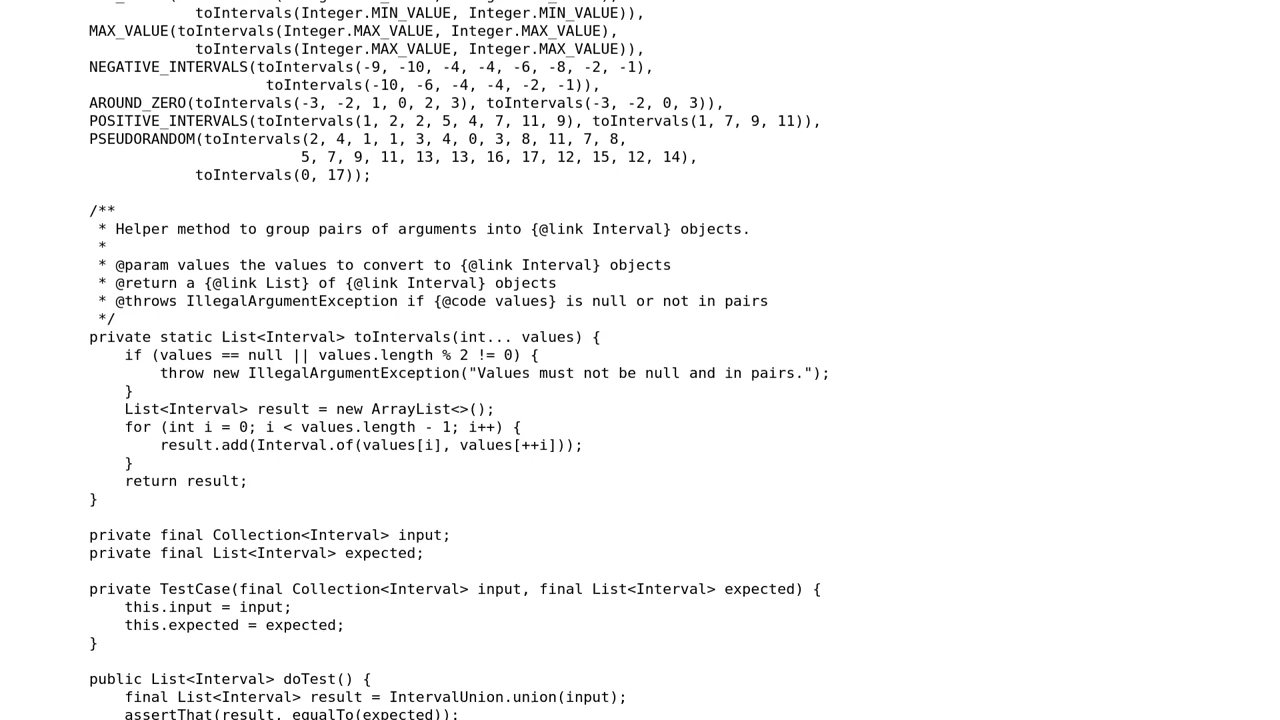 toIntervals(Integer.MIN_VALUE, Integer.MIN_VALUE)),
MAX_VALUE(toIntervals(Integer.MAX_VALUE, Integer.MAX_VALUE),
            toIntervals(Integer.MAX_VALUE, Integer.MAX_VALUE)),
NEGATIVE_INTERVALS(toIntervals(-9, -10, -4, -4, -6, -8, -2, -1),
                    toIntervals(-10, -6, -4, -4, -2, -1)),
AROUND_ZERO(toIntervals(-3, -2, 1, 0, 2, 3), toIntervals(-3, -2, 0, 3)),
POSITIVE_INTERVALS(toIntervals(1, 2, 2, 5, 4, 7, 11, 9), toIntervals(1, 7, 9, 11)),
PSEUDORANDOM(toIntervals(2, 4, 1, 1, 3, 4, 0, 3, 8, 11, 7, 8,
                        5, 7, 9, 11, 13, 13, 16, 17, 12, 15, 12, 14),
            toIntervals(0, 17));

/**
 * Helper method to group pairs of arguments into {@link Interval} objects.
 *
 * @param values the values to convert to {@link Interval} objects
 * @return a {@link List} of {@link Interval} objects
 * @throws IllegalArgumentException if {@code values} is null or not in pairs
 */
private static List<Interval> toIntervals(int... values) {
    if (values == null || values.length % 2 != 0) {
        throw new IllegalArgumentException("Values must not be null and in pairs.");
    }
    List<Interval> result = new ArrayList<>();
    for (int i = 0; i < values.length - 1; i++) {
        result.add(Interval.of(values[i], values[++i]));
    }
    return result;
}

private final Collection<Interval> input;
private final List<Interval> expected;

private TestCase(final Collection<Interval> input, final List<Interval> expected) {
    this.input = input;
    this.expected = expected;
}

public List<Interval> doTest() {
    final List<Interval> result = IntervalUnion.union(input);
    assertThat(result, equalTo(expected));